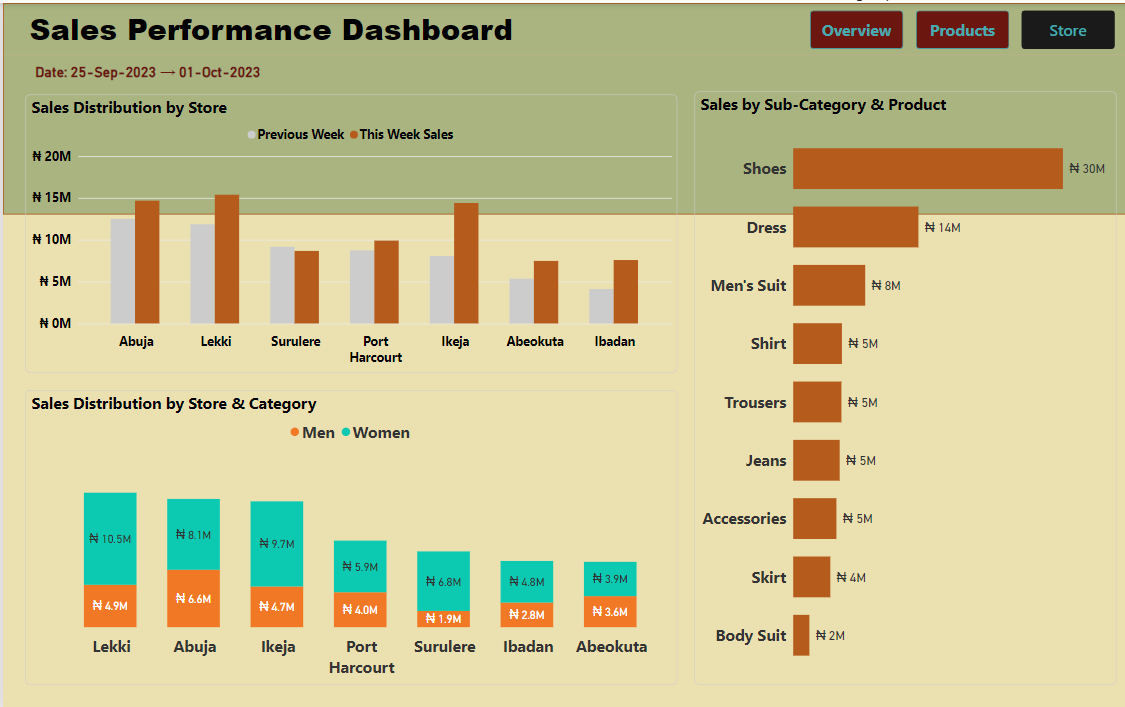 Sales Performance Dashboard
Overview
Products
Store
Date: 25-Sep-2023 → 01-Oct-2023
Sales Distribution by Store
Previous Week
This Week Sales
₦ 20M
₦ 15M
₦ 10M
₦ 5M
₦ 0M
Abuja
Lekki
Surulere
Port
Harcourt
Ikeja
Abeokuta
Ibadan
Sales Distribution by Store & Category
Men
Women
₦ 10.5M
₦ 8.1M
₦ 9.7M
₦ 5.9M
₦ 6.8M
₦ 4.8M
₦ 3.9M
₦ 4.9M
₦ 6.6M
₦ 4.7M
₦ 4.0M
₦ 1.9M
₦ 2.8M
₦ 3.6M
Lekki
Abuja
Ikeja
Port
Harcourt
Surulere
Ibadan
Abeokuta
Sales by Sub-Category & Product
Shoes ₦ 30M
Dress ₦ 14M
Men's Suit ₦ 8M
Shirt ₦ 5M
Trousers ₦ 5M
Jeans ₦ 5M
Accessories ₦ 5M
Skirt ₦ 4M
Body Suit ₦ 2M